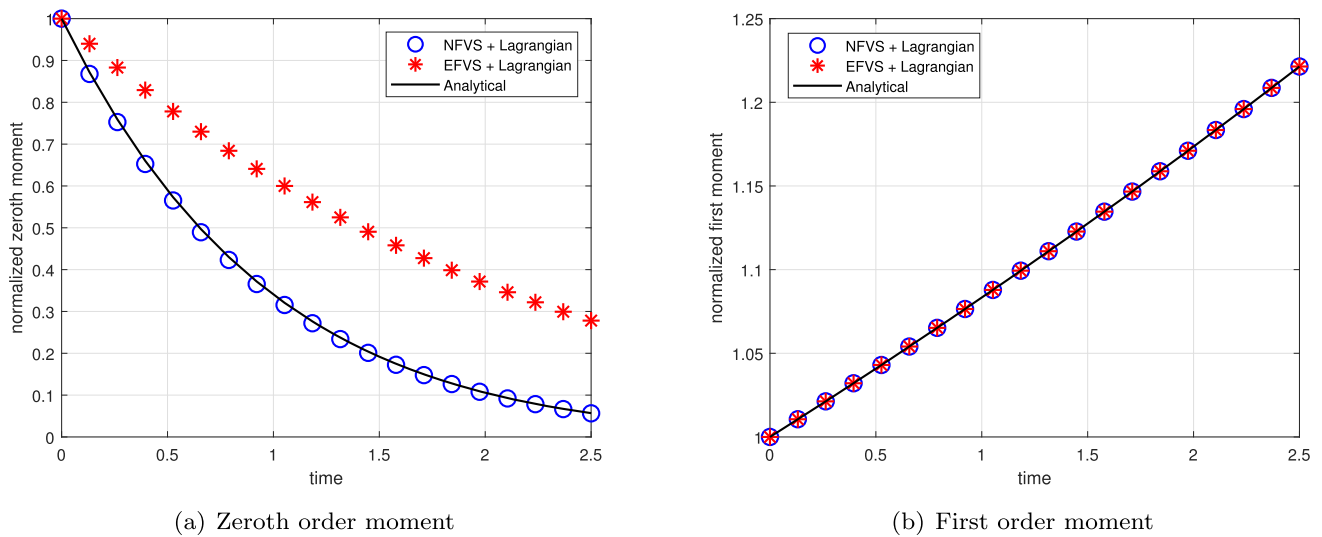 1
0.9
0.8
0.7
0.6
0.5
0.4
0.3
0.2
0.1
0
0
0.5
1
1.5
2
2.5
normalized zeroth moment
time
NFVS + Lagrangian
EFVS + Lagrangian
Analytical
(a) Zeroth order moment
1.25
1.2
1.15
1.1
1.05
1
0
0.5
1
1.5
2
2.5
normalized first moment
time
NFVS + Lagrangian
EFVS + Lagrangian
Analytical
(b) First order moment